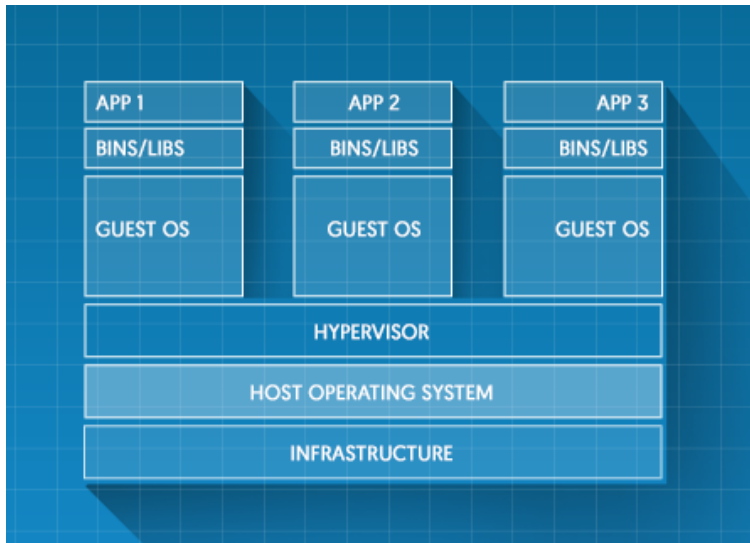 APP 1
APP 2
APP 3
BINS/LIBS
BINS/LIBS
BINS/LIBS
GUEST OS
GUEST OS
GUEST OS
HYPERVISOR
HOST OPERATING SYSTEM
INFRASTRUCTURE